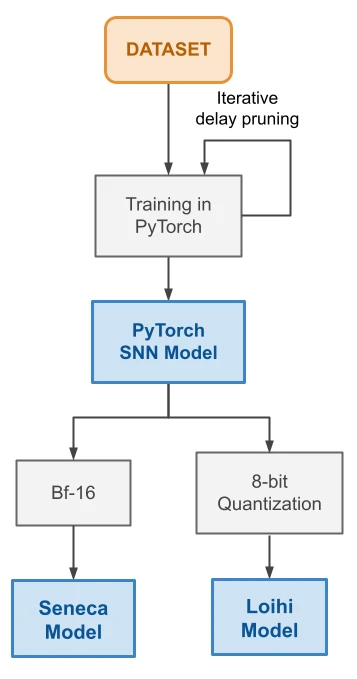 DATASET
Iterative
delay pruning
Training in
PyTorch
PyTorch
SNN Model
Bf-16
8-bit
Quantization
Seneca
Model
Loihi
Model